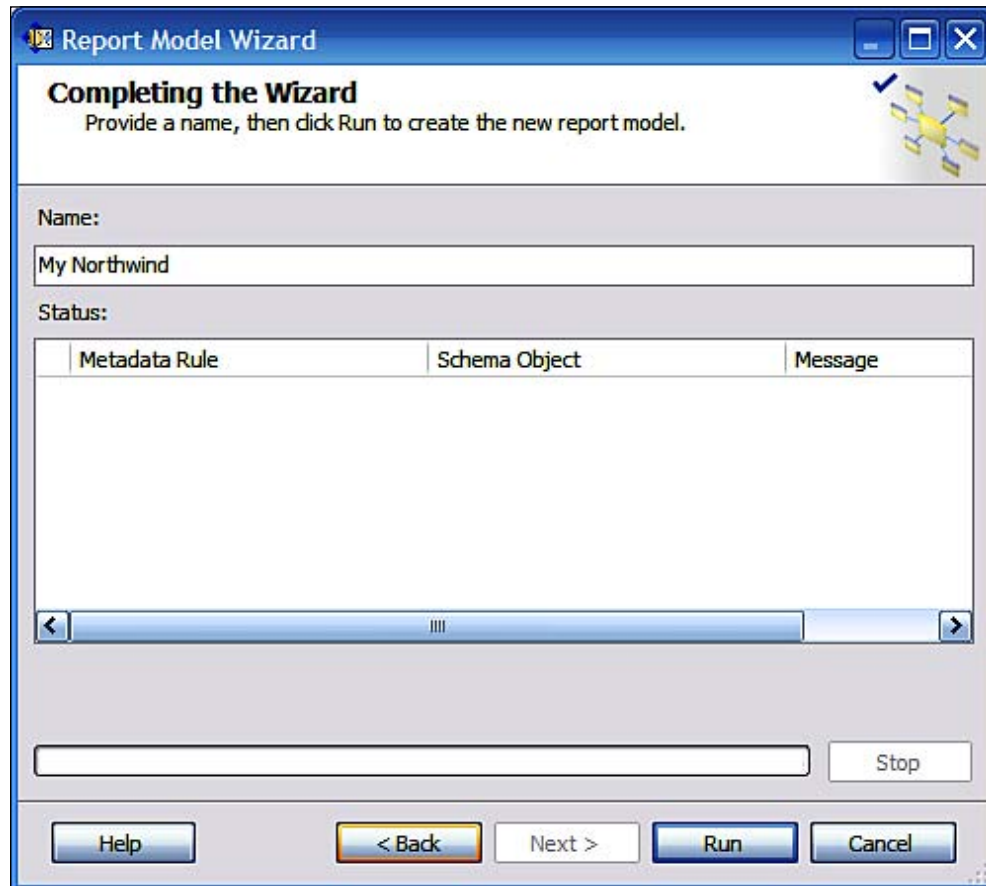 Report Model Wizard
Completing the Wizard
Provide a name, then click Run to create the new report model.
Name:
My Northwind
Status:
Metadata Rule Schema Object Message
Stop
Help < Back Next > Run Cancel